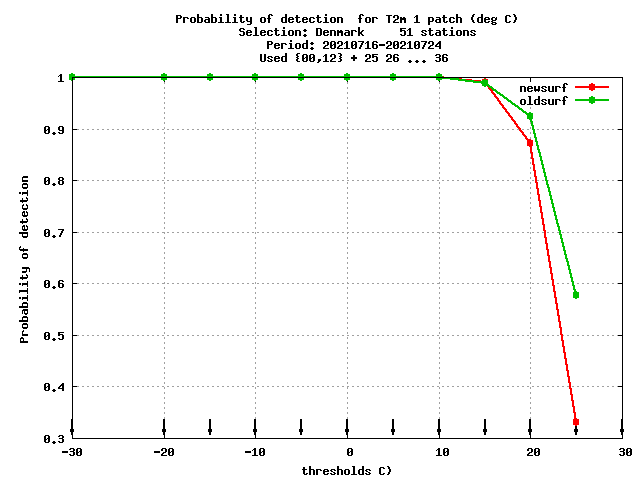 Probability of detection  for T2m 1 patch (deg C)
Selection: Denmark     51 stations
Period: 20210716-20210724
Used {00,12} + 25 26 ... 36
newsurf
oldsurf
Probability of detection
1
0.9
0.8
0.7
0.6
0.5
0.4
0.3
-30 -20 -10 0 10 20 30
thresholds C)